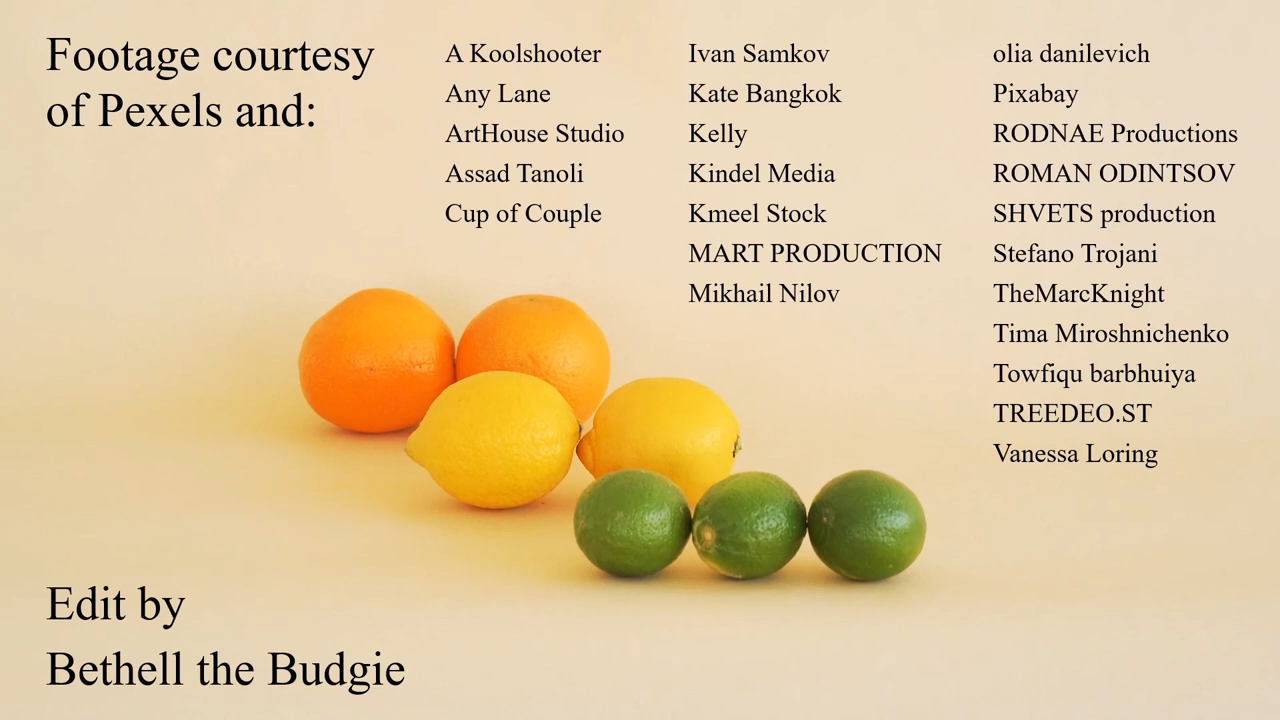 Footage courtesy
of Pexels and:
A Koolshooter
Any Lane
ArtHouse Studio
Assad Tanoli
Cup of Couple
Ivan Samkov
Kate Bangkok
Kelly
Kindel Media
Kmeel Stock
MART PRODUCTION
Mikhail Nilov
olia danilevich
Pixabay
RODNAE Productions
ROMAN ODINTSOV
SHVETS production
Stefano Trojani
TheMarcKnight
Tima Miroshnichenko
Towfiqu barbhuiya
TREEDEO.ST
Vanessa Loring
Edit by
Bethell the Budgie